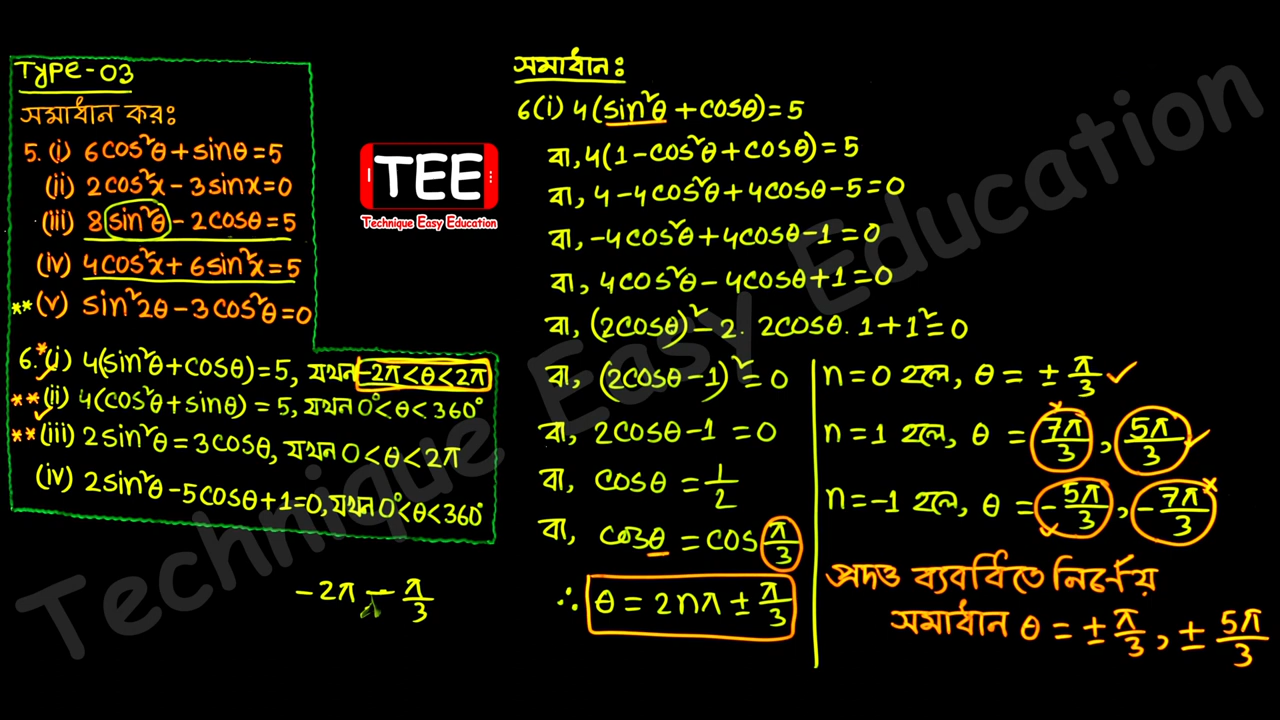 Type-03
সমাধান করঃ
5. (i) 6cos²θ+sinθ=5
(ii) 2cos²x-3sinx=0
(iii) 8sin²θ-2cosθ=5
(iv) 4cos²x+6sin²x=5
**(v) sin²2θ-3cos²θ=0
6.*(i) 4(sin²θ+cosθ)=5, যখন -2π<θ<2π
**(ii) 4(cos²θ+sinθ)=5, যখন 0°<θ<360°
**(iii) 2sin²θ=3cosθ, যখন 0<θ<2π
(iv) 2sin²θ-5cosθ+1=0, যখন 0°<θ<360°
-2π-π/3
TEE
Technique Easy Education
সমাধানঃ
6(i) 4(sin²θ+cosθ)=5
বা, 4(1-cos²θ+cosθ)=5
বা, 4-4cos²θ+4cosθ-5=0
বা, -4cos²θ+4cosθ-1=0
বা, 4cos²θ-4cosθ+1=0
বা, (2cosθ)²-2.2cosθ.1+1²=0
বা, (2cosθ-1)²=0
বা, 2cosθ-1=0
বা, cosθ=1/2
বা, cosθ=cos π/3
∴ θ=2nπ±π/3
n=0 হলে, θ=±π/3 ✓
n=1 হলে, θ=7π/3, 5π/3 ✓
n=-1 হলে, θ=-5π/3, -7π/3
প্রদত্ত ব্যবধিতে নির্ণেয়
সমাধান θ=±π/3, ±5π/3
Technique Easy Education